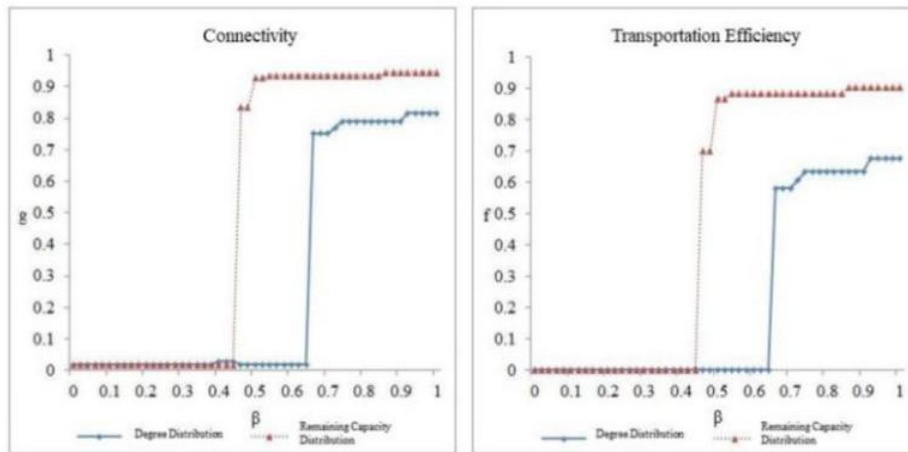 Connectivity
1
0.9
0.8
0.7
0.6
0.5
0.4
0.3
0.2
0.1
0
g
0 0.1 0.2 0.3 0.4 0.5 0.6 0.7 0.8 0.9 1
β
Degree Distribution
Remaining Capacity
Distribution
Transportation Efficiency
1
0.9
0.8
0.7
0.6
0.5
0.4
0.3
0.2
0.1
0
f
0 0.1 0.2 0.3 0.4 0.5 0.6 0.7 0.8 0.9 1
β
Degree Distribution
Remaining Capacity
Distribution